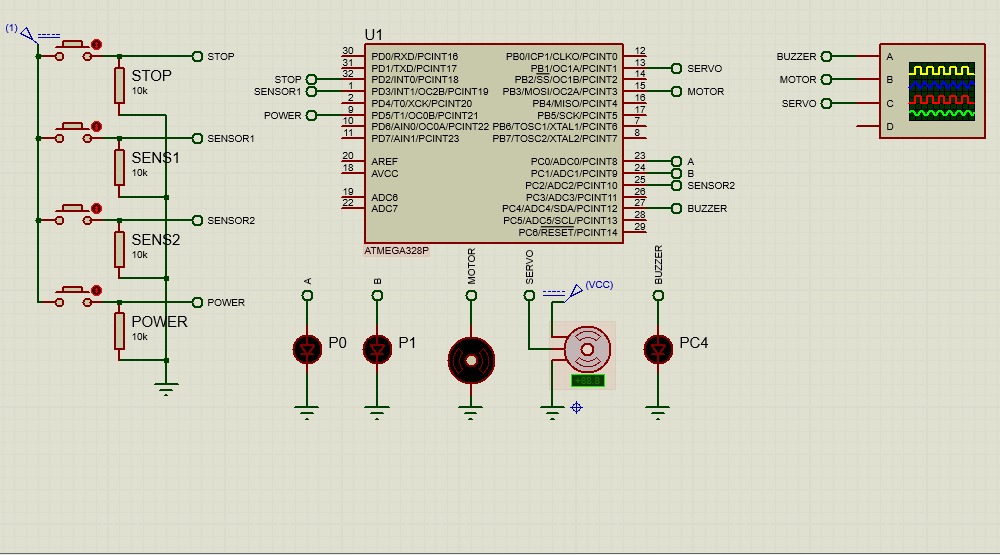 (1)
STOP
STOP
10k
SENSOR1
SENS1
10k
SENSOR2
SENS2
10k
POWER
POWER
10k
U1
STOP
SENSOR1
POWER
30 PD0/RXD/PCINT16
31 PD1/TXD/PCINT17
32 PD2/INT0/PCINT18
1 PD3/INT1/OC2B/PCINT19
2 PD4/T0/XCK/PCINT20
9 PD5/T1/OC0B/PCINT21
10 PD6/AIN0/OC0A/PCINT22
11 PD7/AIN1/PCINT23
20 AREF
18 AVCC
19 ADC6
22 ADC7
PB0/ICP1/CLKO/PCINT0 12
PB1/OC1A/PCINT1 13
PB2/SS/OC1B/PCINT2 14
PB3/MOSI/OC2A/PCINT3 15
PB4/MISO/PCINT4 16
PB5/SCK/PCINT5 17
PB6/TOSC1/XTAL1/PCINT6 7
PB7/TOSC2/XTAL2/PCINT7 8
PC0/ADC0/PCINT8 23
PC1/ADC1/PCINT9 24
PC2/ADC2/PCINT10 25
PC3/ADC3/PCINT11 26
PC4/ADC4/SDA/PCINT12 27
PC5/ADC5/SCL/PCINT13 28
PC6/RESET/PCINT14 29
ATMEGA328P
SERVO
MOTOR
A
B
SENSOR2
BUZZER
BUZZER
MOTOR
SERVO
A
B
C
D
A
B
MOTOR
SERVO
(VCC)
BUZZER
P0
P1
PC4